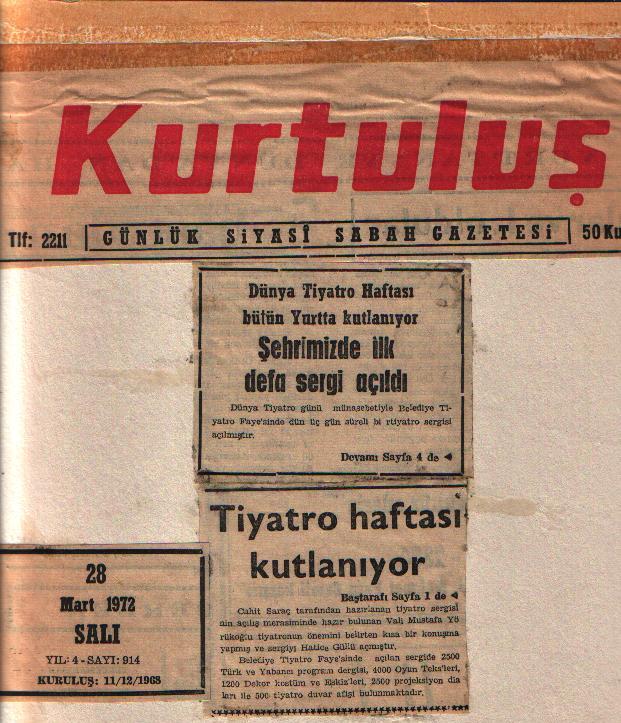 Kurtuluş
Tlf: 2211
GÜNLÜK SİYASÎ SABAH GAZETESİ
50 Ku
Dünya Tiyatro Haftası
bütün Yurtta kutlanıyor
Şehrimizde ilk
defa sergi açıldı
Dünya Tiyatro günü münasebetiyle Belediye Ti-
yatro Faye'sinde dün üç gün süreli bi rtiyatro sergisi
açılmıştır.
Devamı Sayfa 4 de
Tiyatro haftası
kutlanıyor
Baştarafı Sayfa 1 de
Cahit Saraç tarafından hazırlanan tiyatro sergisi
nin açılış merasiminde hazır bulunan Vali Mustafa Yö
rükoğlu tiyatronun önemini belirten kısa bir konuşma
yapmış ve sergiyi Hatice Güllü açmıştır.
Belediye Tiyatro Faye'sinde açılan sergide 2500
Türk ve Yabancı program dergisi, 4000 Oyun Teks'leri,
1200 Dekor kostüm ve Eskiz'leri, 2500 projeksiyon dia
ları ile 500 tiyatro duvar afişi bulunmaktadır.
28
Mart 1972
SALI
YIL: 4 - SAYI: 914
KURULUŞ: 11/12/1968